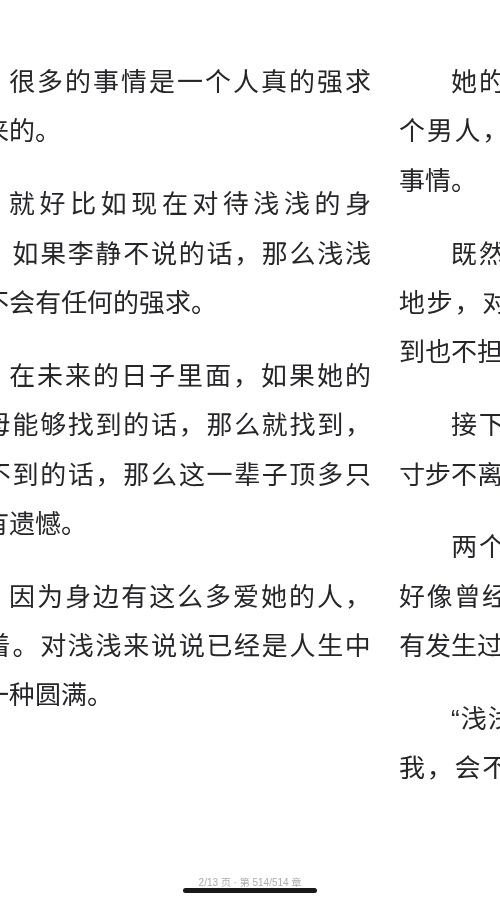 很多的事情是一个人真的强求
来的。
就好比如现在对待浅浅的身
如果李静不说的话，那么浅浅
不会有任何的强求。
在未来的日子里面，如果她的
母能够找到的话，那么就找到，
不到的话，那么这一辈子顶多只
有遗憾。
因为身边有这么多爱她的人，
着。对浅浅来说说已经是人生中
一种圆满。
她的
个男人，
事情。
既然
地步，对
到也不担
接下
寸步不离
两个
好像曾经
有发生过
“浅浅
我，会不
2/13 页 · 第 514/514 章